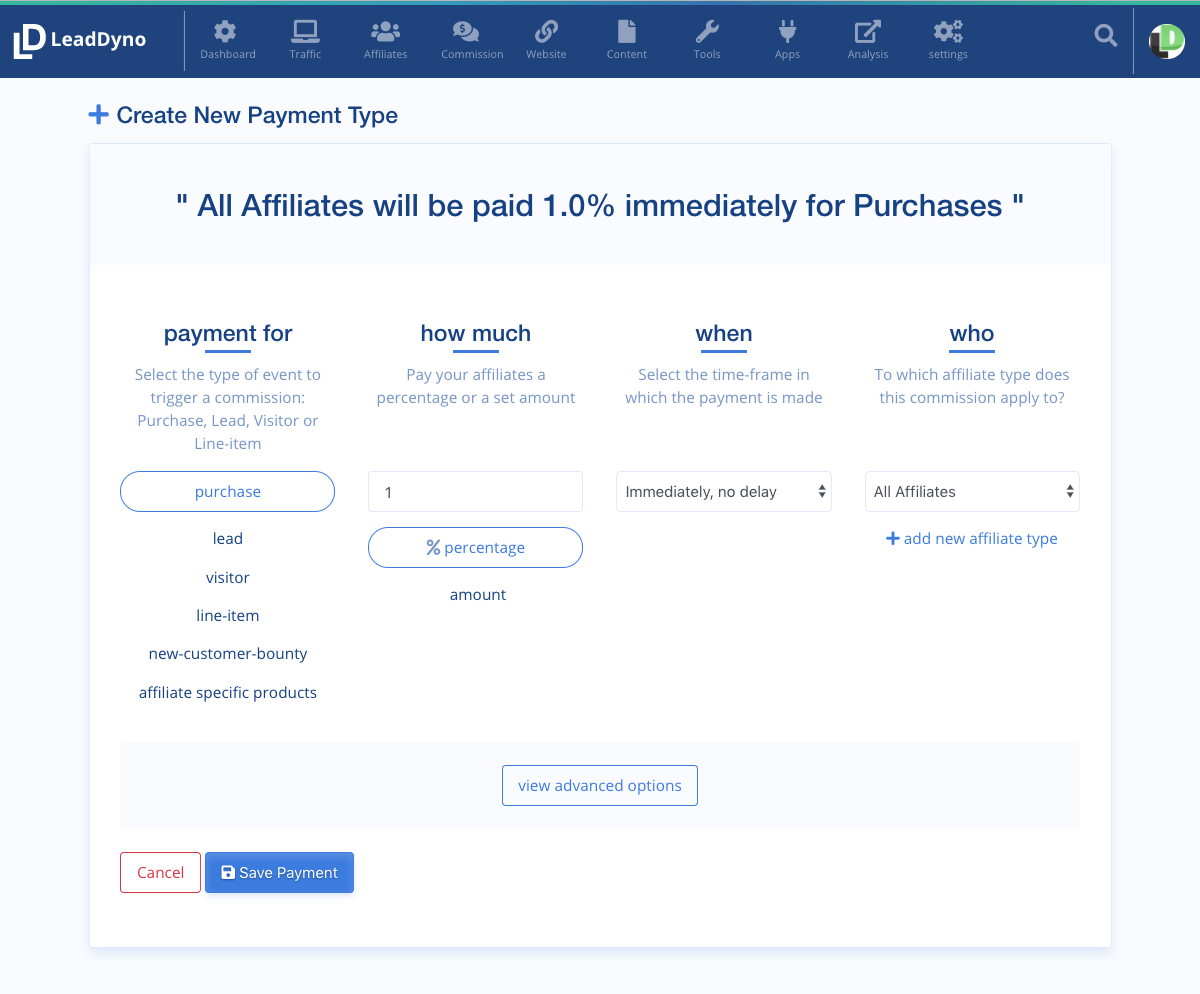 LeadDyno
Dashboard
Traffic
Affiliates
Commission
Website
Content
Tools
Apps
Analysis
settings
Create New Payment Type
" All Affiliates will be paid 1.0% immediately for Purchases "
payment for
Select the type of event to
trigger a commission:
Purchase, Lead, Visitor or
Line-item
purchase
lead
visitor
line-item
new-customer-bounty
affiliate specific products
how much
Pay your affiliates a
percentage or a set amount
1
% percentage
amount
when
Select the time-frame in
which the payment is made
Immediately, no delay
who
To which affiliate type does
this commission apply to?
All Affiliates
add new affiliate type
view advanced options
Cancel
Save Payment